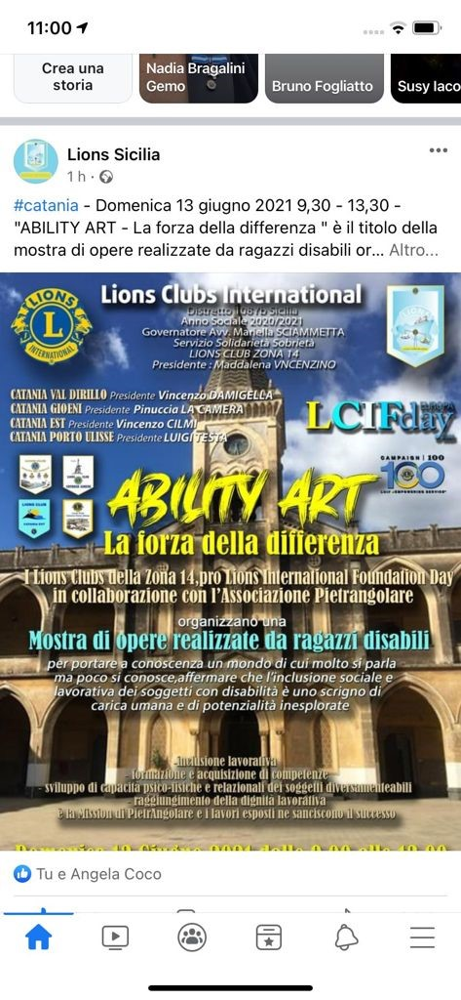 11:00
Crea una
storia
Nadia Bragalini
Gemo
Bruno Fogliatto
Susy Iaco
Lions Sicilia
1 h ·
#catania - Domenica 13 giugno 2021 9,30 - 13,30 -
"ABILITY ART - La forza della differenza " è il titolo della
mostra di opere realizzate da ragazzi disabili or... Altro...
LIONS
L
INTERNATIONAL
Lions Clubs International
Distretto 108Yb Sicilia
Anno Sociale 2020/2021
Governatore Avv. Mariella SCIAMMETTA
Servizio Solidarietà Sobrietà
LIONS CLUB ZONA 14
Presidente : Maddalena VNCENZINO
CATANIA VAL DIRILLO Presidente Vincenzo DAMIGELLA
CATANIA GIOENI Presidente Pinuccia LA CAMERA
CATANIA EST Presidente Vincenzo CILMI
CATANIA PORTO ULISSE Presidente LUIGI TESTA
EUROPA
LCIFday
CAMPAIGN | 100
100
LCIF EMPOWERING SERVICE
ABILITY ART
La forza della differenza
I Lions Clubs della Zona 14,pro Lions International Foundation Day
in collaborazione con l'Associazione Pietrangolare
organizzano una
Mostra di opere realizzate da ragazzi disabili
per portare a conoscenza un mondo di cui molto si parla
ma poco si conosce,affermare che l'inclusione sociale e
lavorativa dei soggetti con disabilità è uno scrigno di
carica umana e di potenzialità inesplorate
-inclusione lavorativa
-formazione e acquisizione di competenze
- sviluppo di capacità psico-fisiche e relazionali dei soggetti diversamenteabili
raggiungimento della dignità lavorativa
è la Mission di PietrAngolare e i lavori esposti ne sanciscono il successo
Tu e Angela Coco